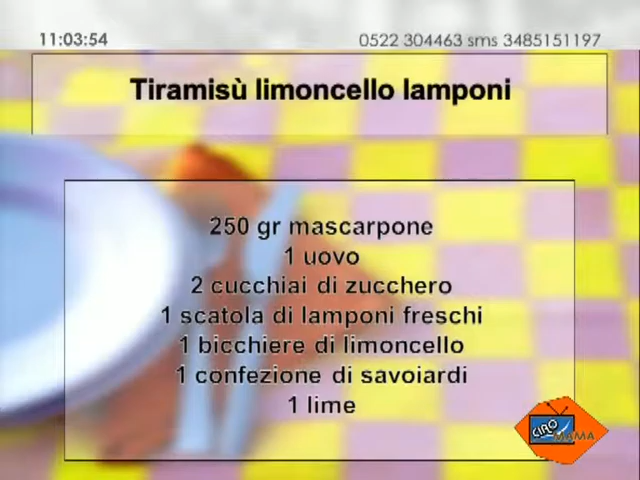 11:03:54
0522 304463 sms 3485151197
Tiramisù limoncello lamponi
250 gr mascarpone
1 uovo
2 cucchiai di zucchero
1 scatola di lamponi freschi
1 bicchiere di limoncello
1 confezione di savoiardi
1 lime
CIRO
MAMA